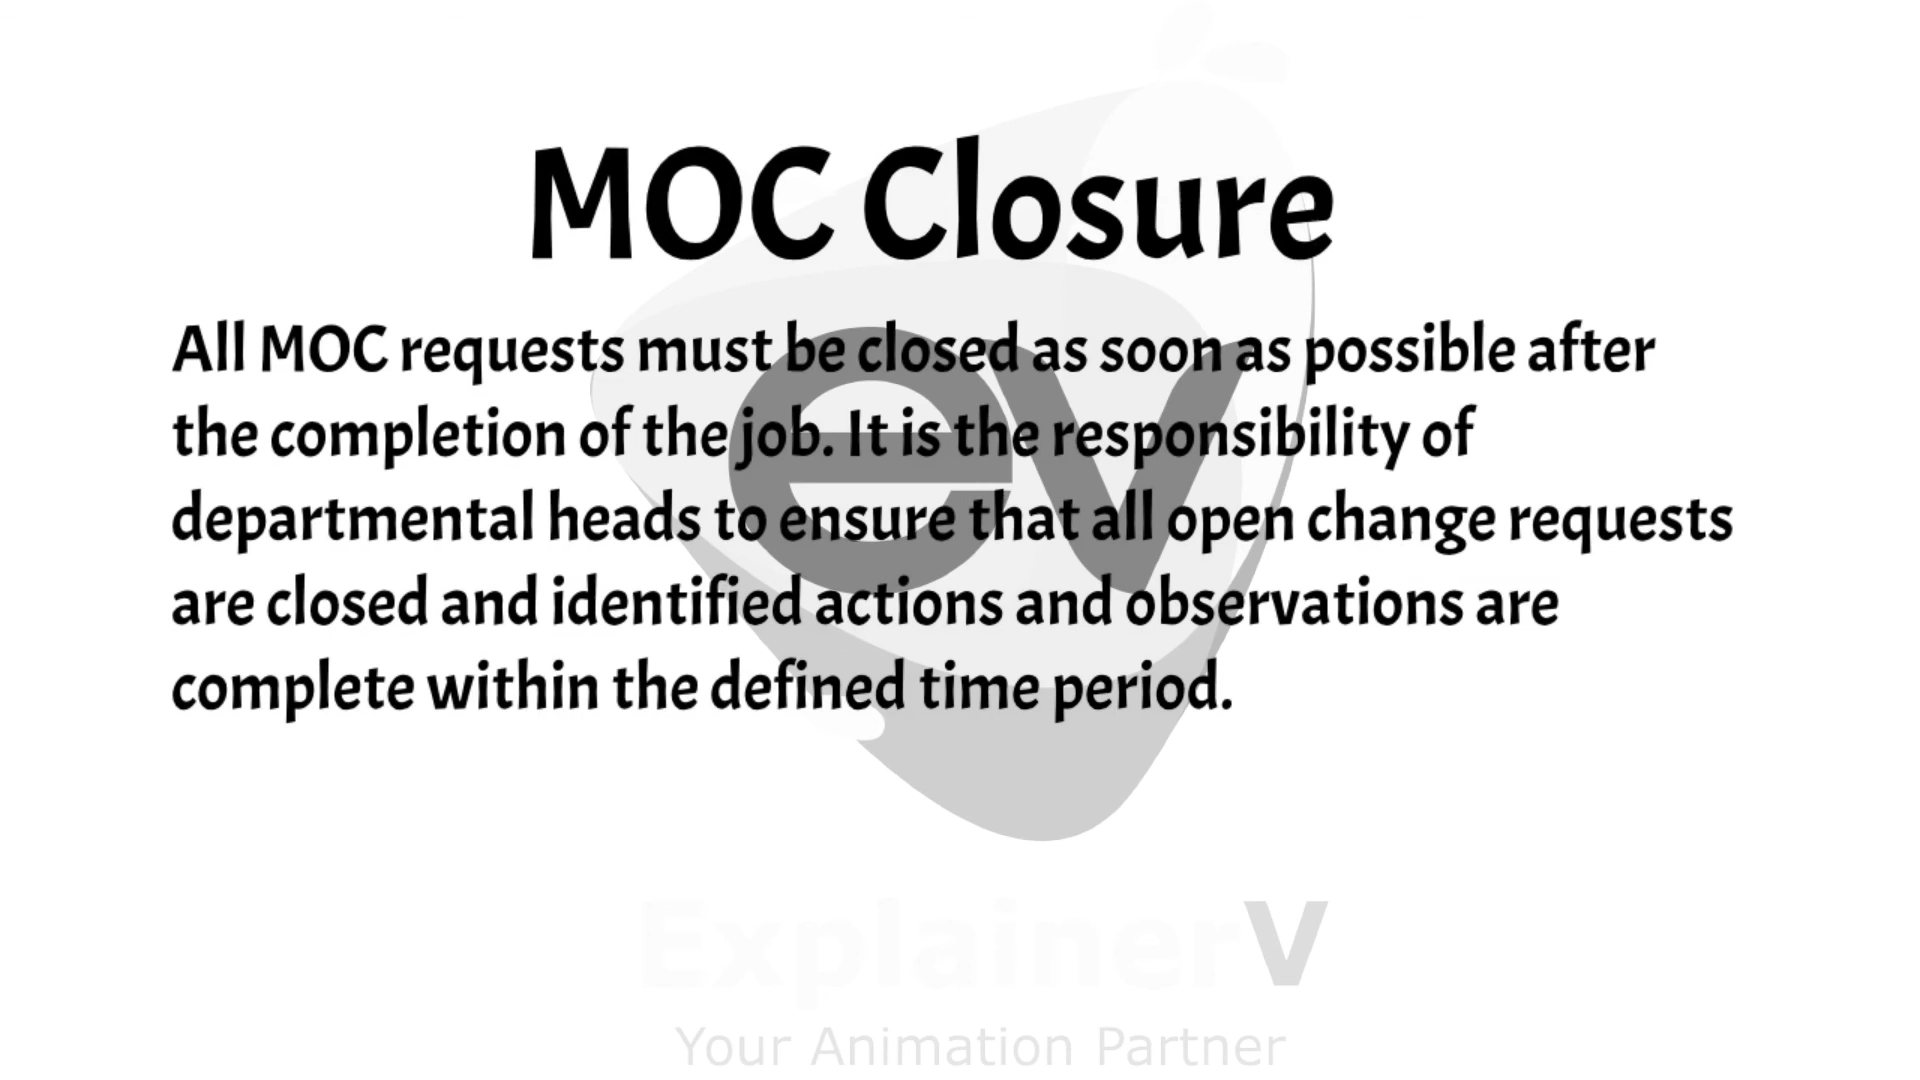 MOC Closure
All MOC requests must be closed as soon as possible after
the completion of the job. It is the responsibility of
departmental heads to ensure that all open change requests
are closed and identified actions and observations are
complete within the defined time period.
ev
ExplainerV
Your Animation Partner